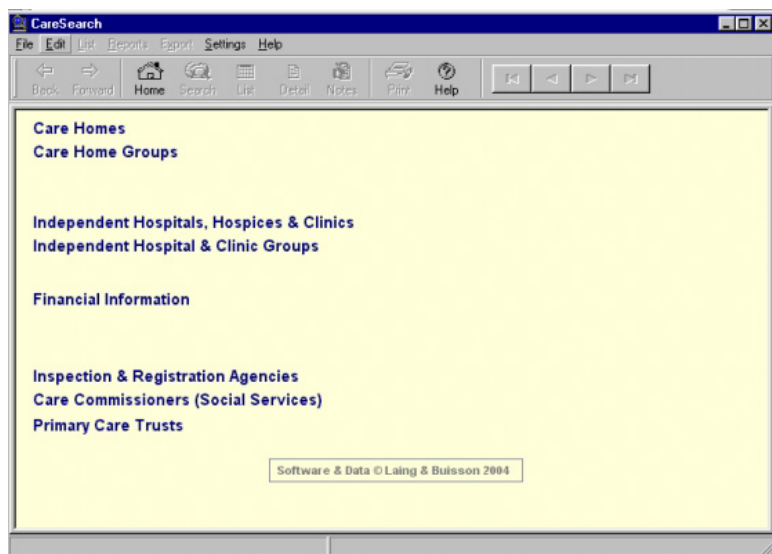 CareSearch
File Edit List Reports Export Settings Help
Back Forward Home Search List Detail Notes Print Help
Care Homes
Care Home Groups
Independent Hospitals, Hospices & Clinics
Independent Hospital & Clinic Groups
Financial Information
Inspection & Registration Agencies
Care Commissioners (Social Services)
Primary Care Trusts
Software & Data © Laing & Buisson 2004